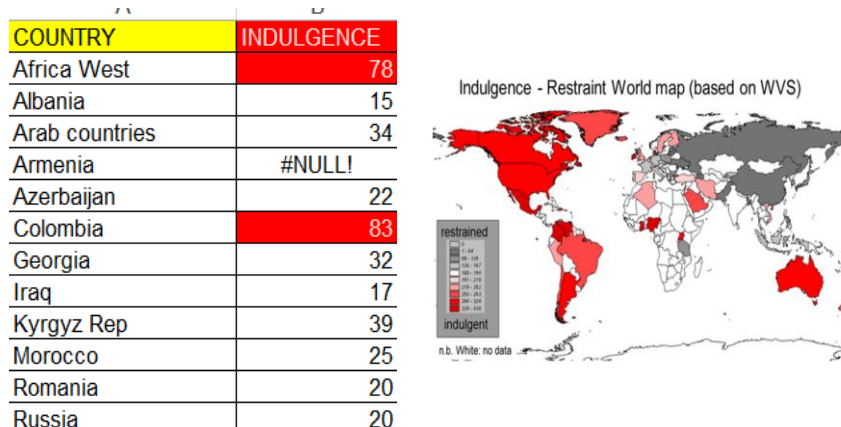 COUNTRY INDULGENCE
Africa West 78
Albania 15
Arab countries 34
Armenia #NULL!
Azerbaijan 22
Colombia 83
Georgia 32
Iraq 17
Kyrgyz Rep 39
Morocco 25
Romania 20
Russia 20
Indulgence - Restraint World map (based on WVS)
restrained
indulgent
n.b. White: no data